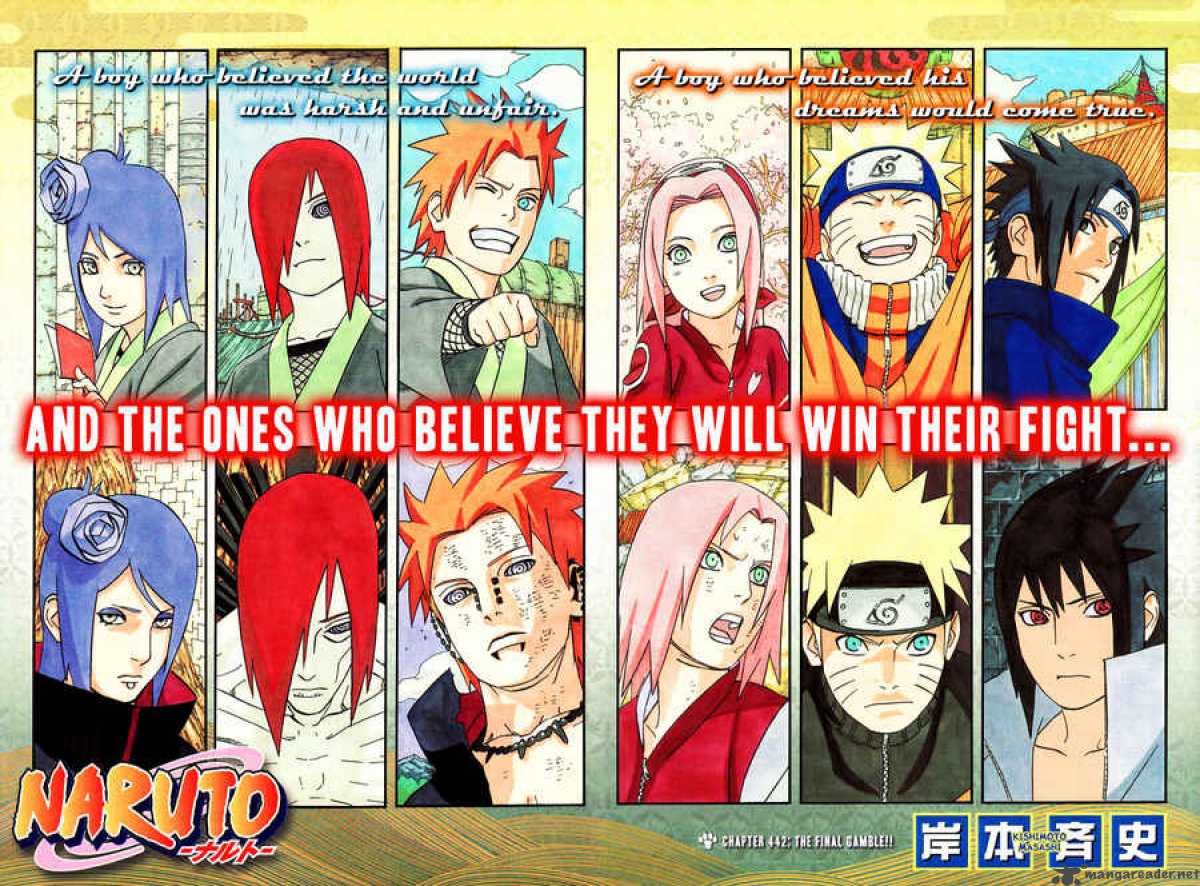 A boy who believed the world
was harsh and unfair.
A boy who believed his
dreams would come true.
AND THE ONES WHO BELIEVE THEY WILL WIN THEIR FIGHT...
NARUTO
-ナルト-
CHAPTER 442: THE FINAL GAMBLE!!
岸本斉史
KISHIMOTO
MASASHI
mangareader.net